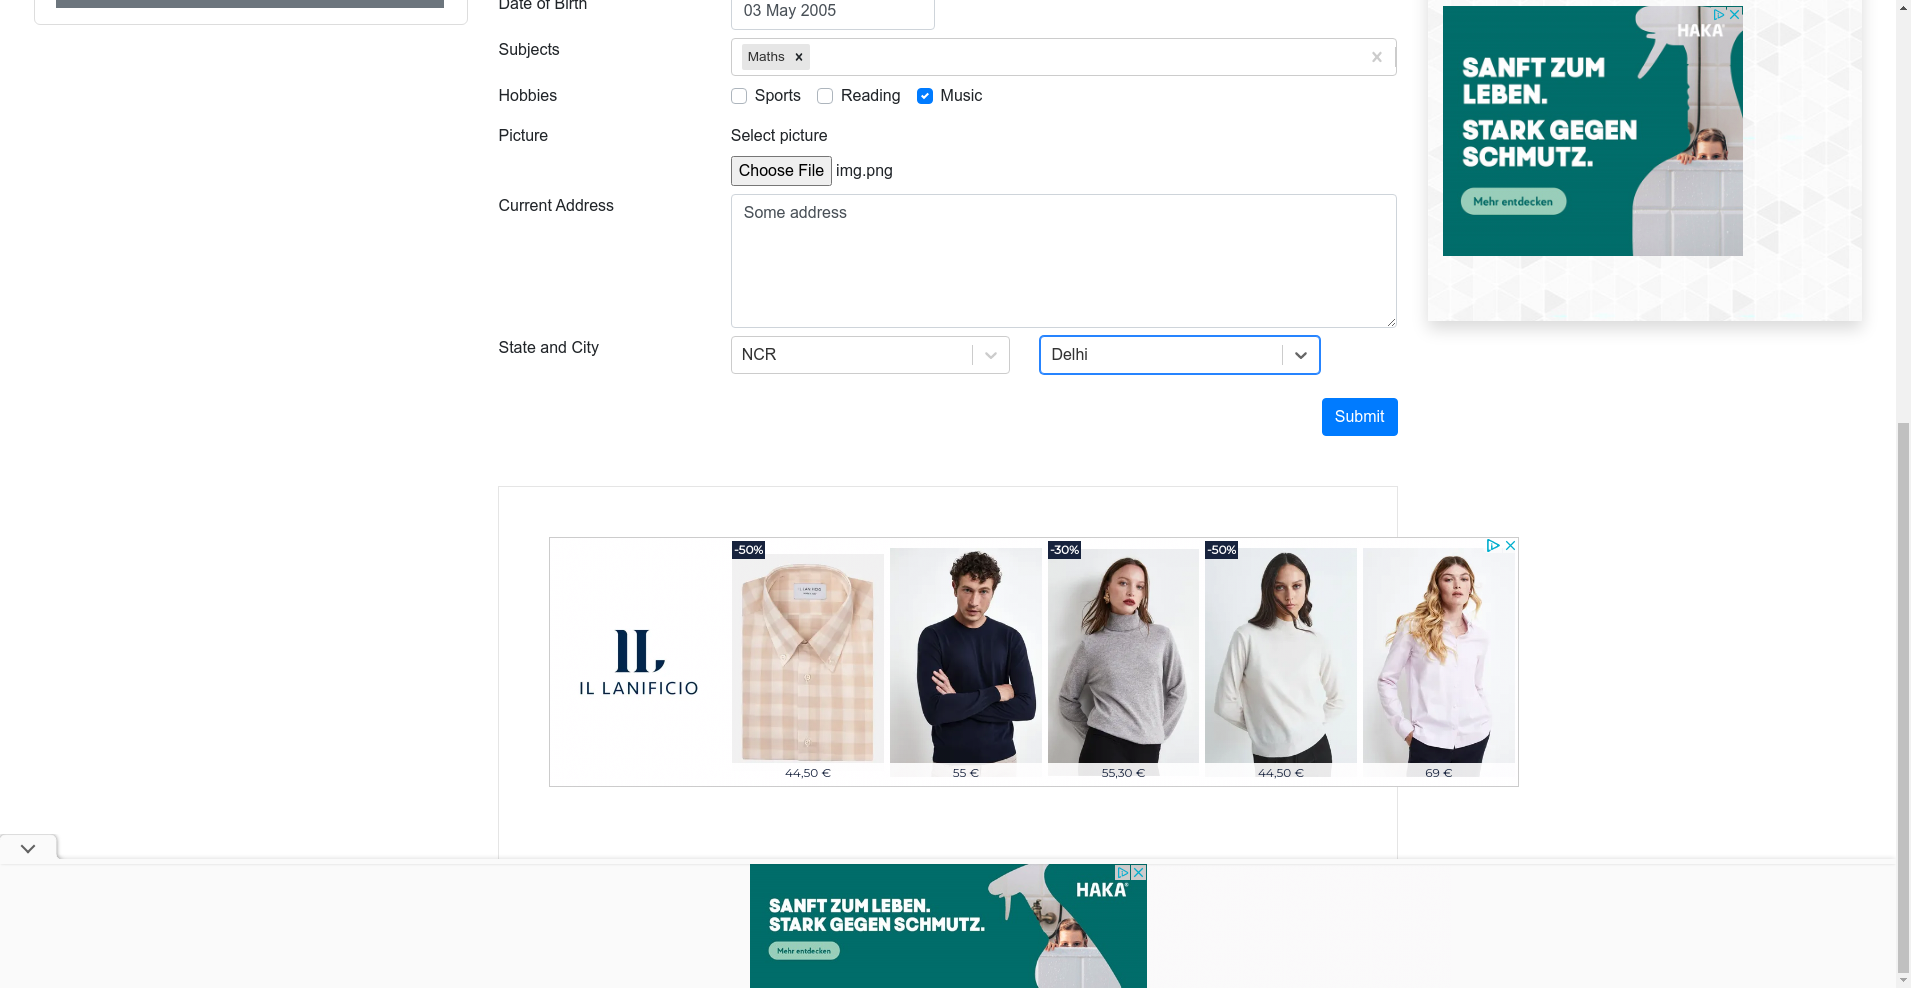 Date of Birth
03 May 2005
Subjects
Maths
Hobbies
Sports
Reading
Music
Picture
Select picture
Choose File
img.png
Current Address
Some address
State and City
NCR
Delhi
Submit
HAKA
SANFT ZUM
LEBEN.
STARK GEGEN
SCHMUTZ.
Mehr entdecken
IL LANIFICIO
-50%
-30%
-50%
44,50 €
55 €
55,30 €
44,50 €
69 €
HAKA
SANFT ZUM LEBEN.
STARK GEGEN SCHMUTZ.
Mehr entdecken